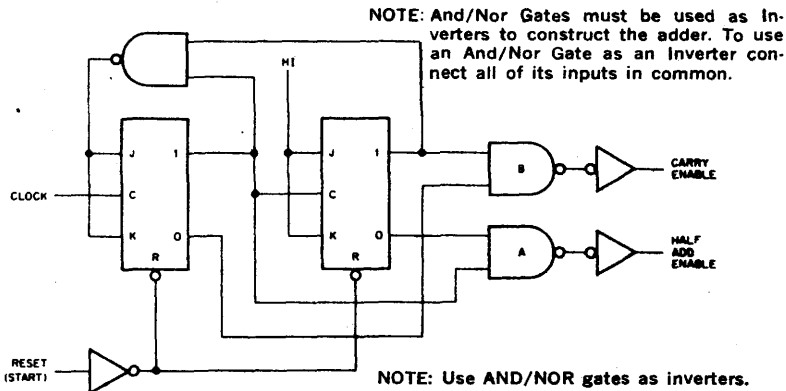 NOTE: And/Nor Gates must be used as In-
verters to construct the adder. To use
an And/Nor Gate as an Inverter con-
nect all of its inputs in common.
HI
J 1
J 1
B
CARRY
ENABLE
CLOCK
C
C
K 0
K 0
A
HALF
ADD
ENABLE
R
R
RESET
(START)
NOTE: Use AND/NOR gates as inverters.